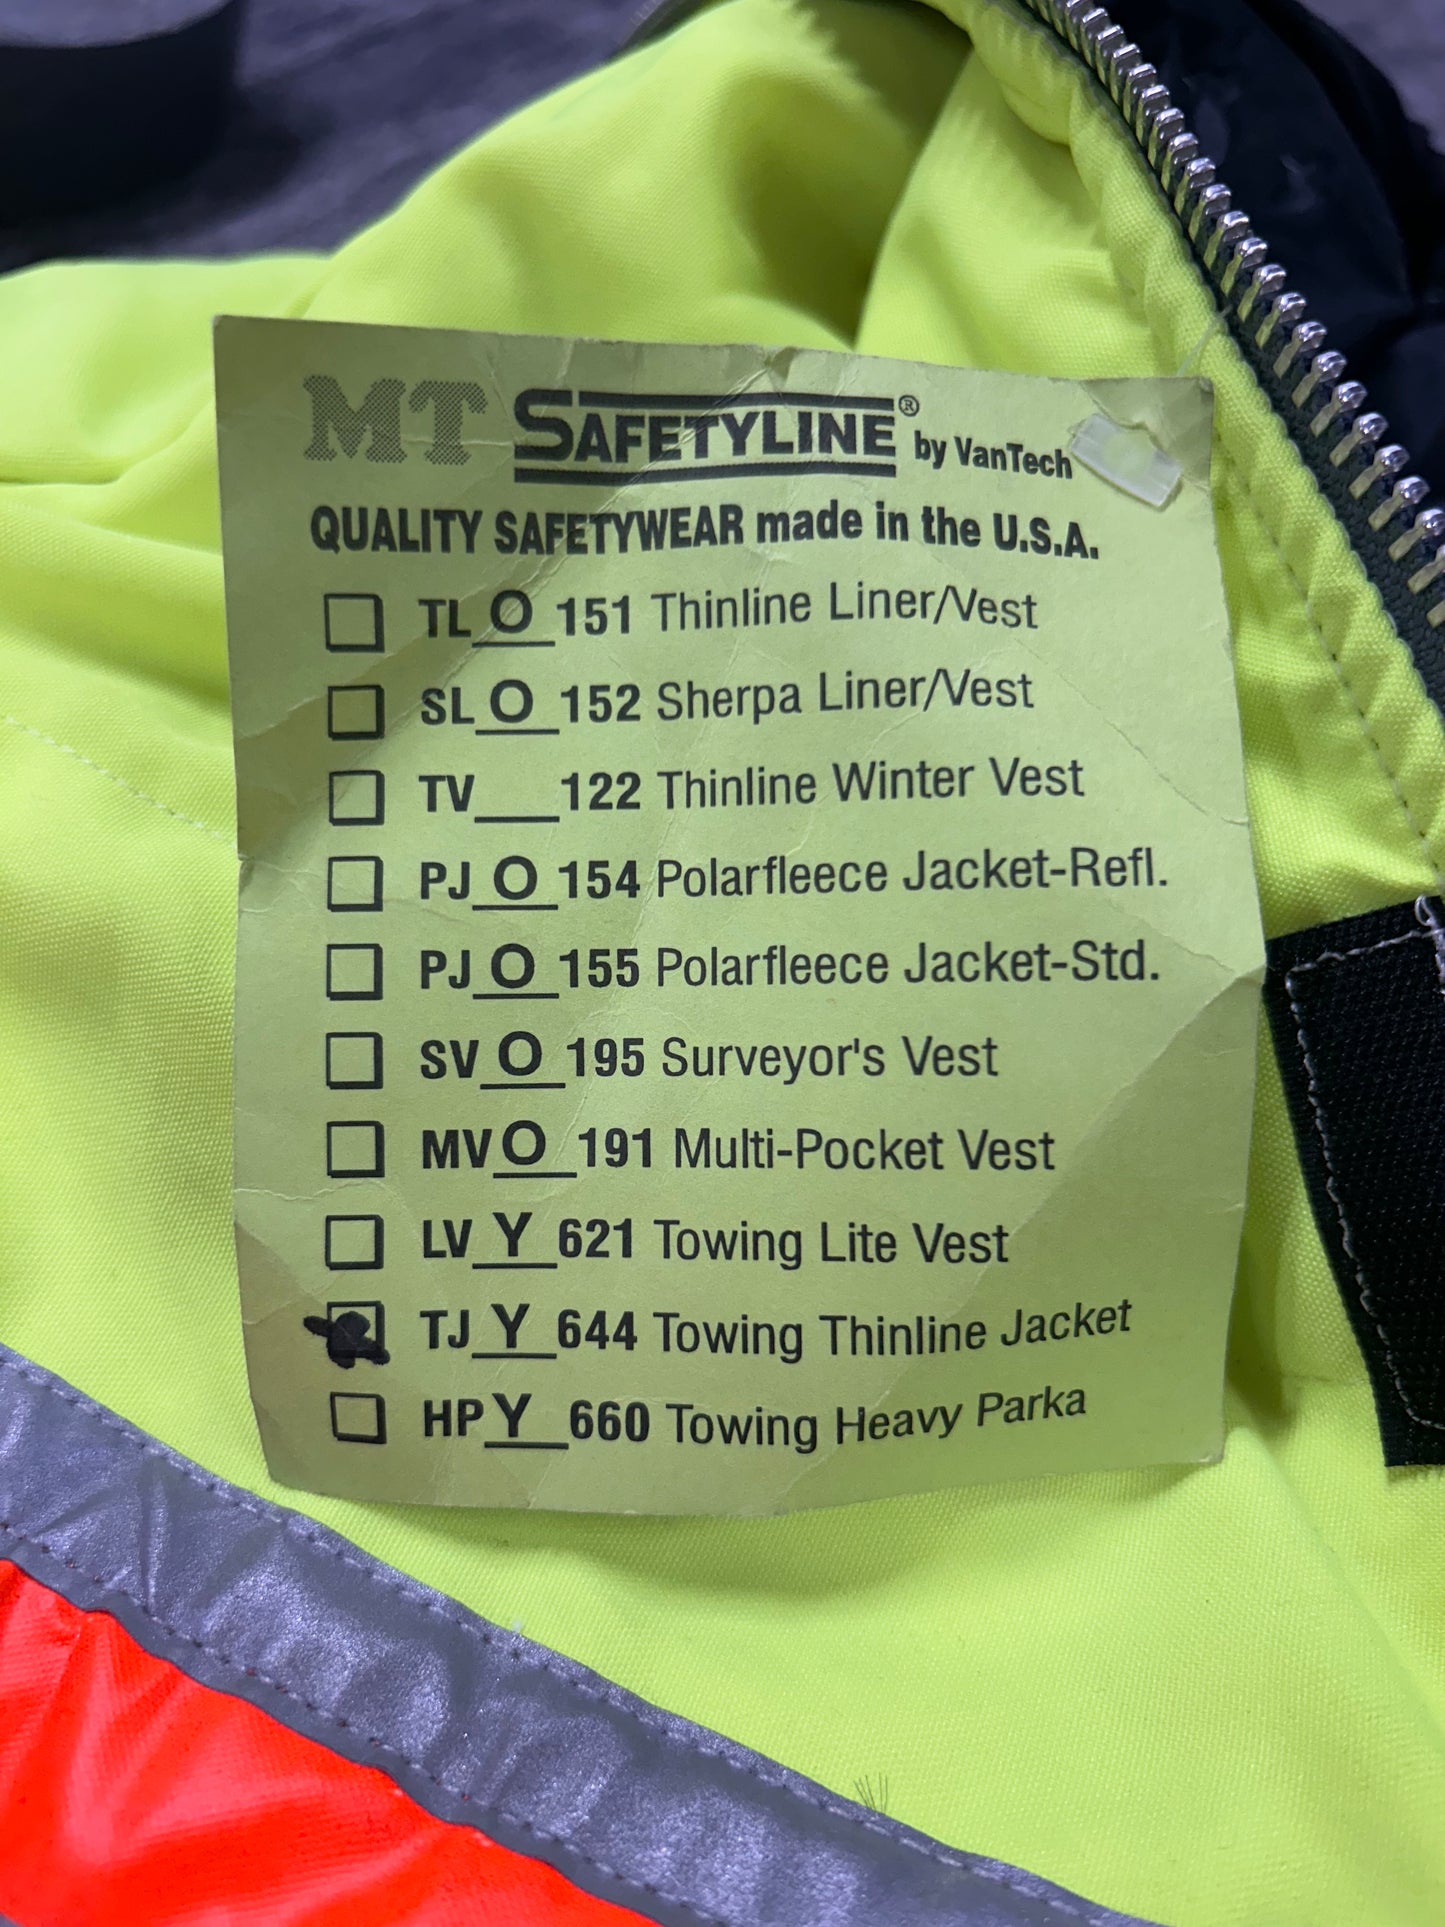 MT SAFETYLINE® by VanTech
QUALITY SAFETYWEAR made in the U.S.A.
TL O 151 Thinline Liner/Vest
SL O 152 Sherpa Liner/Vest
TV___122 Thinline Winter Vest
PJ O 154 Polarfleece Jacket-Refl.
PJ O 155 Polarfleece Jacket-Std.
SV O 195 Surveyor's Vest
MV O 191 Multi-Pocket Vest
LV Y 621 Towing Lite Vest
TJ Y 644 Towing Thinline Jacket
HP Y 660 Towing Heavy Parka